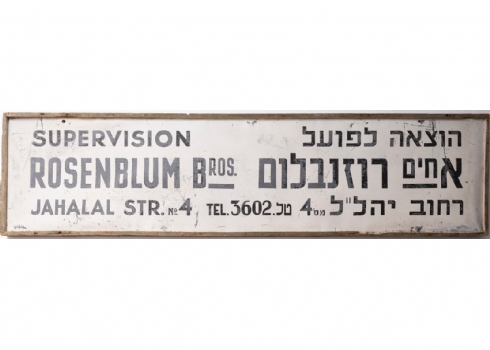 SUPERVISION הוצאה לפועל
ROSENBLUM BROS. אחים רוזנבלום
JAHALAL STR. № 4 TEL. 3602 טל. רחוב יהל"ל מס 4